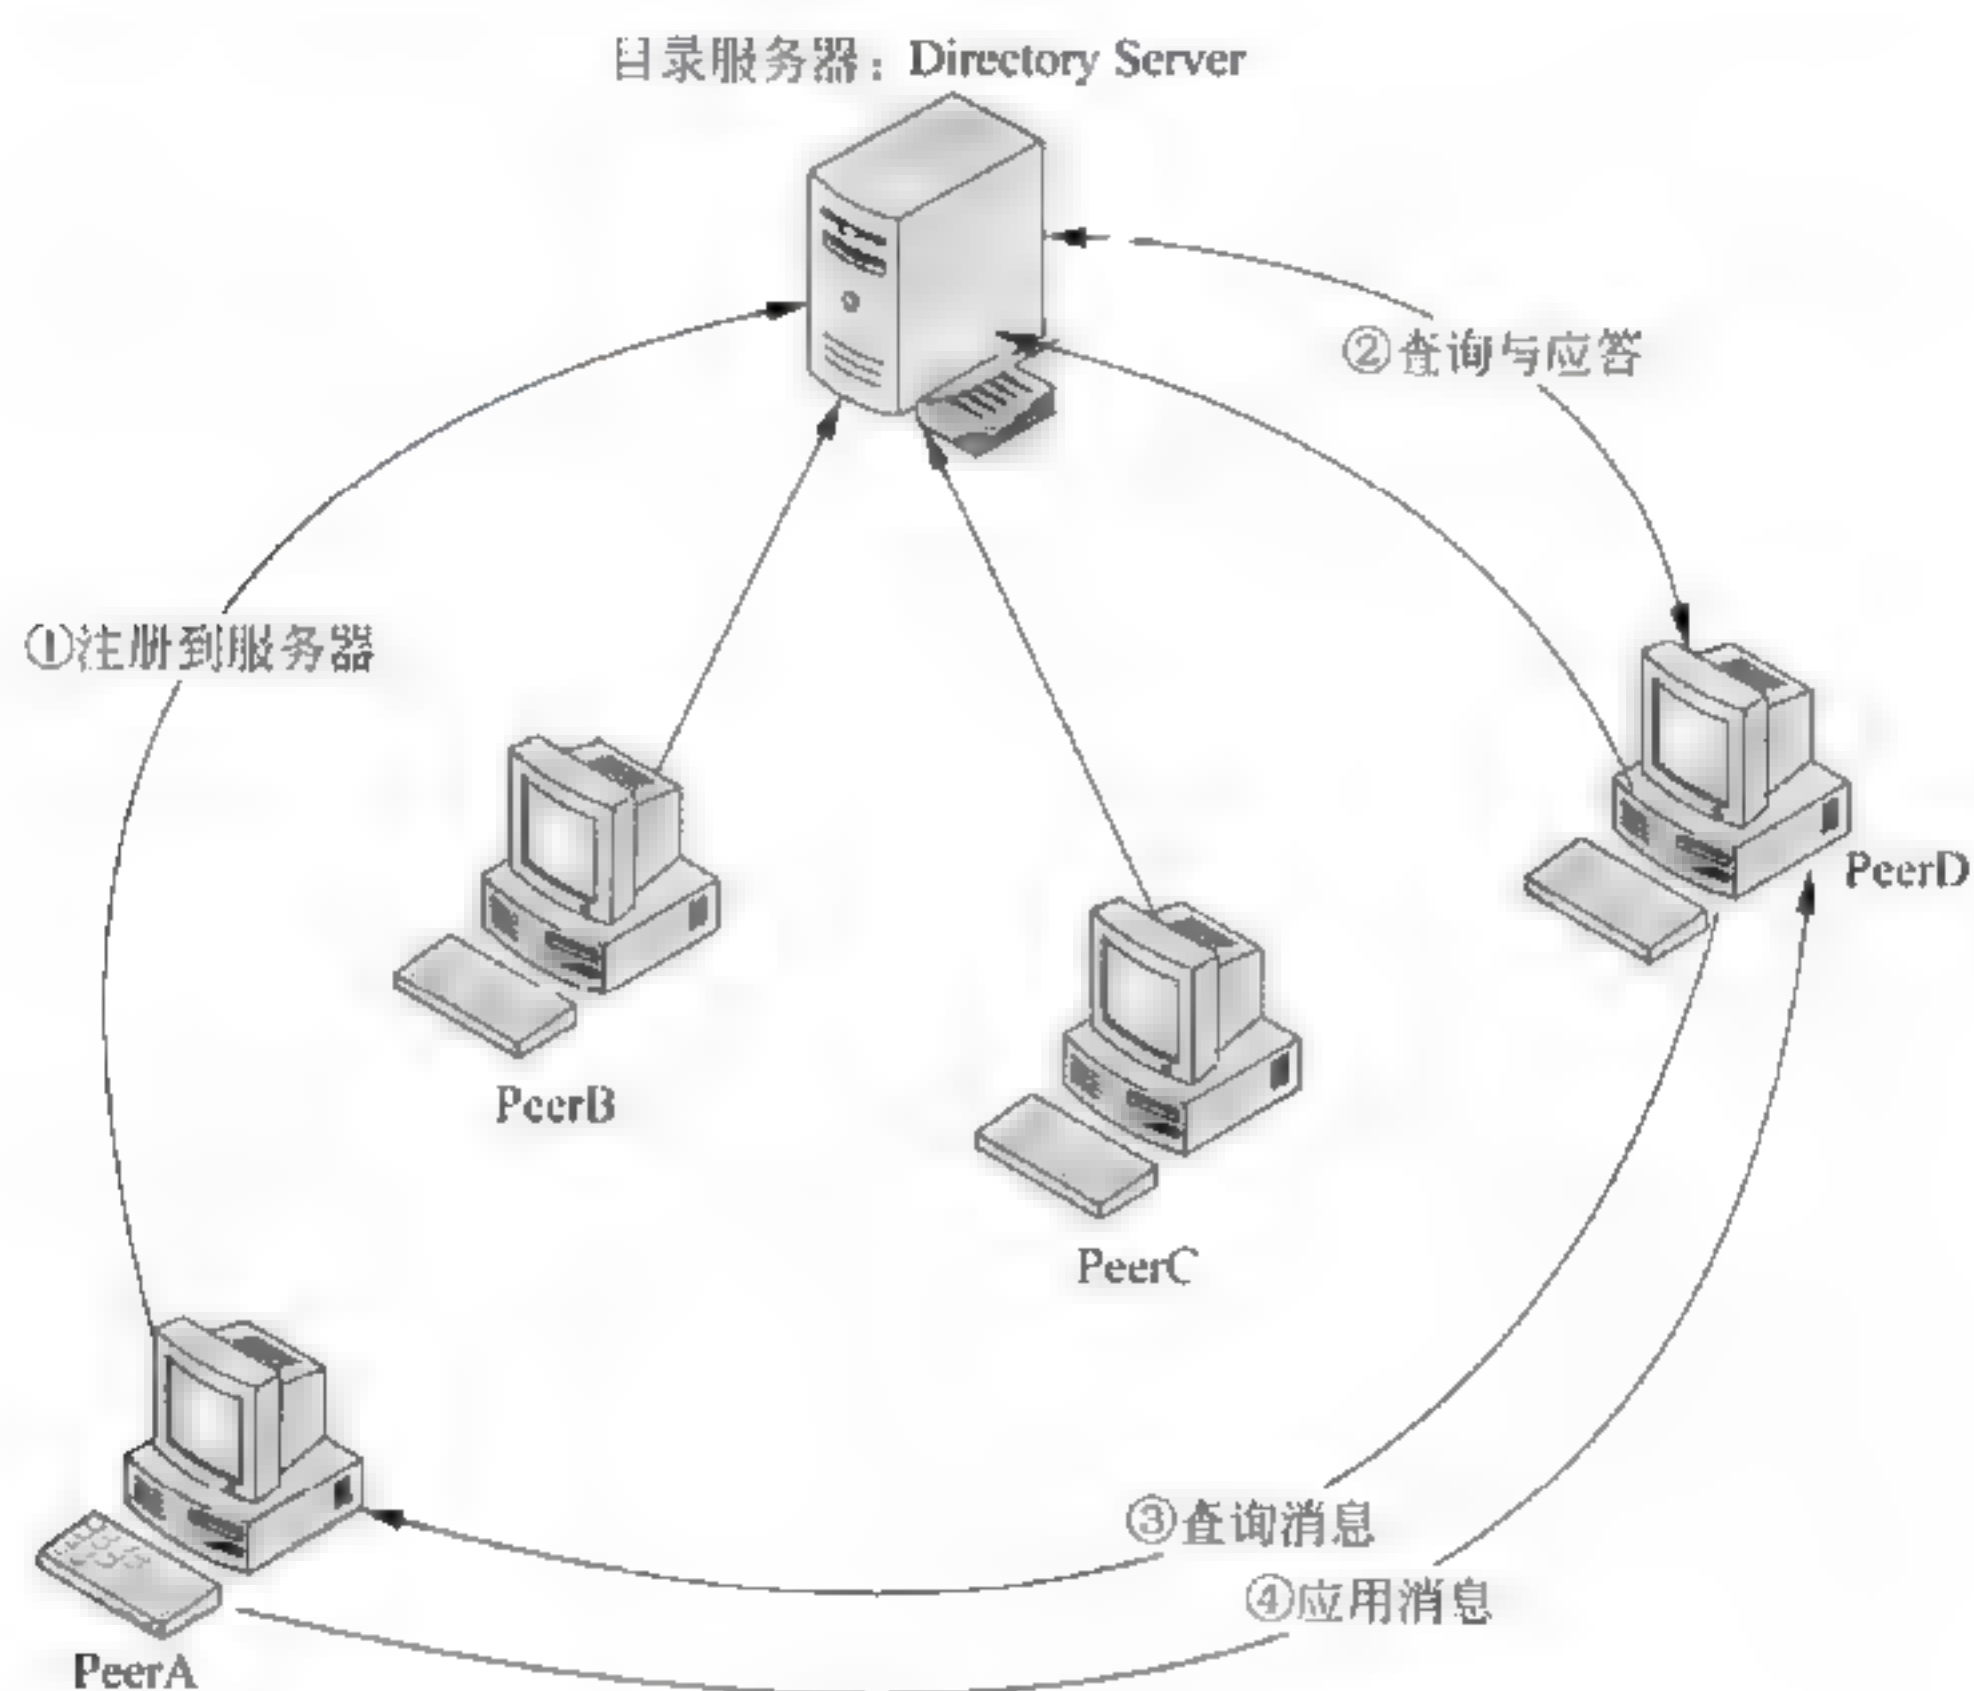 目录服务器：Directory Server
②查询与应答
①注册到服务器
PeerD
PeerB
PeerC
③查询消息
④应用消息
PeerA